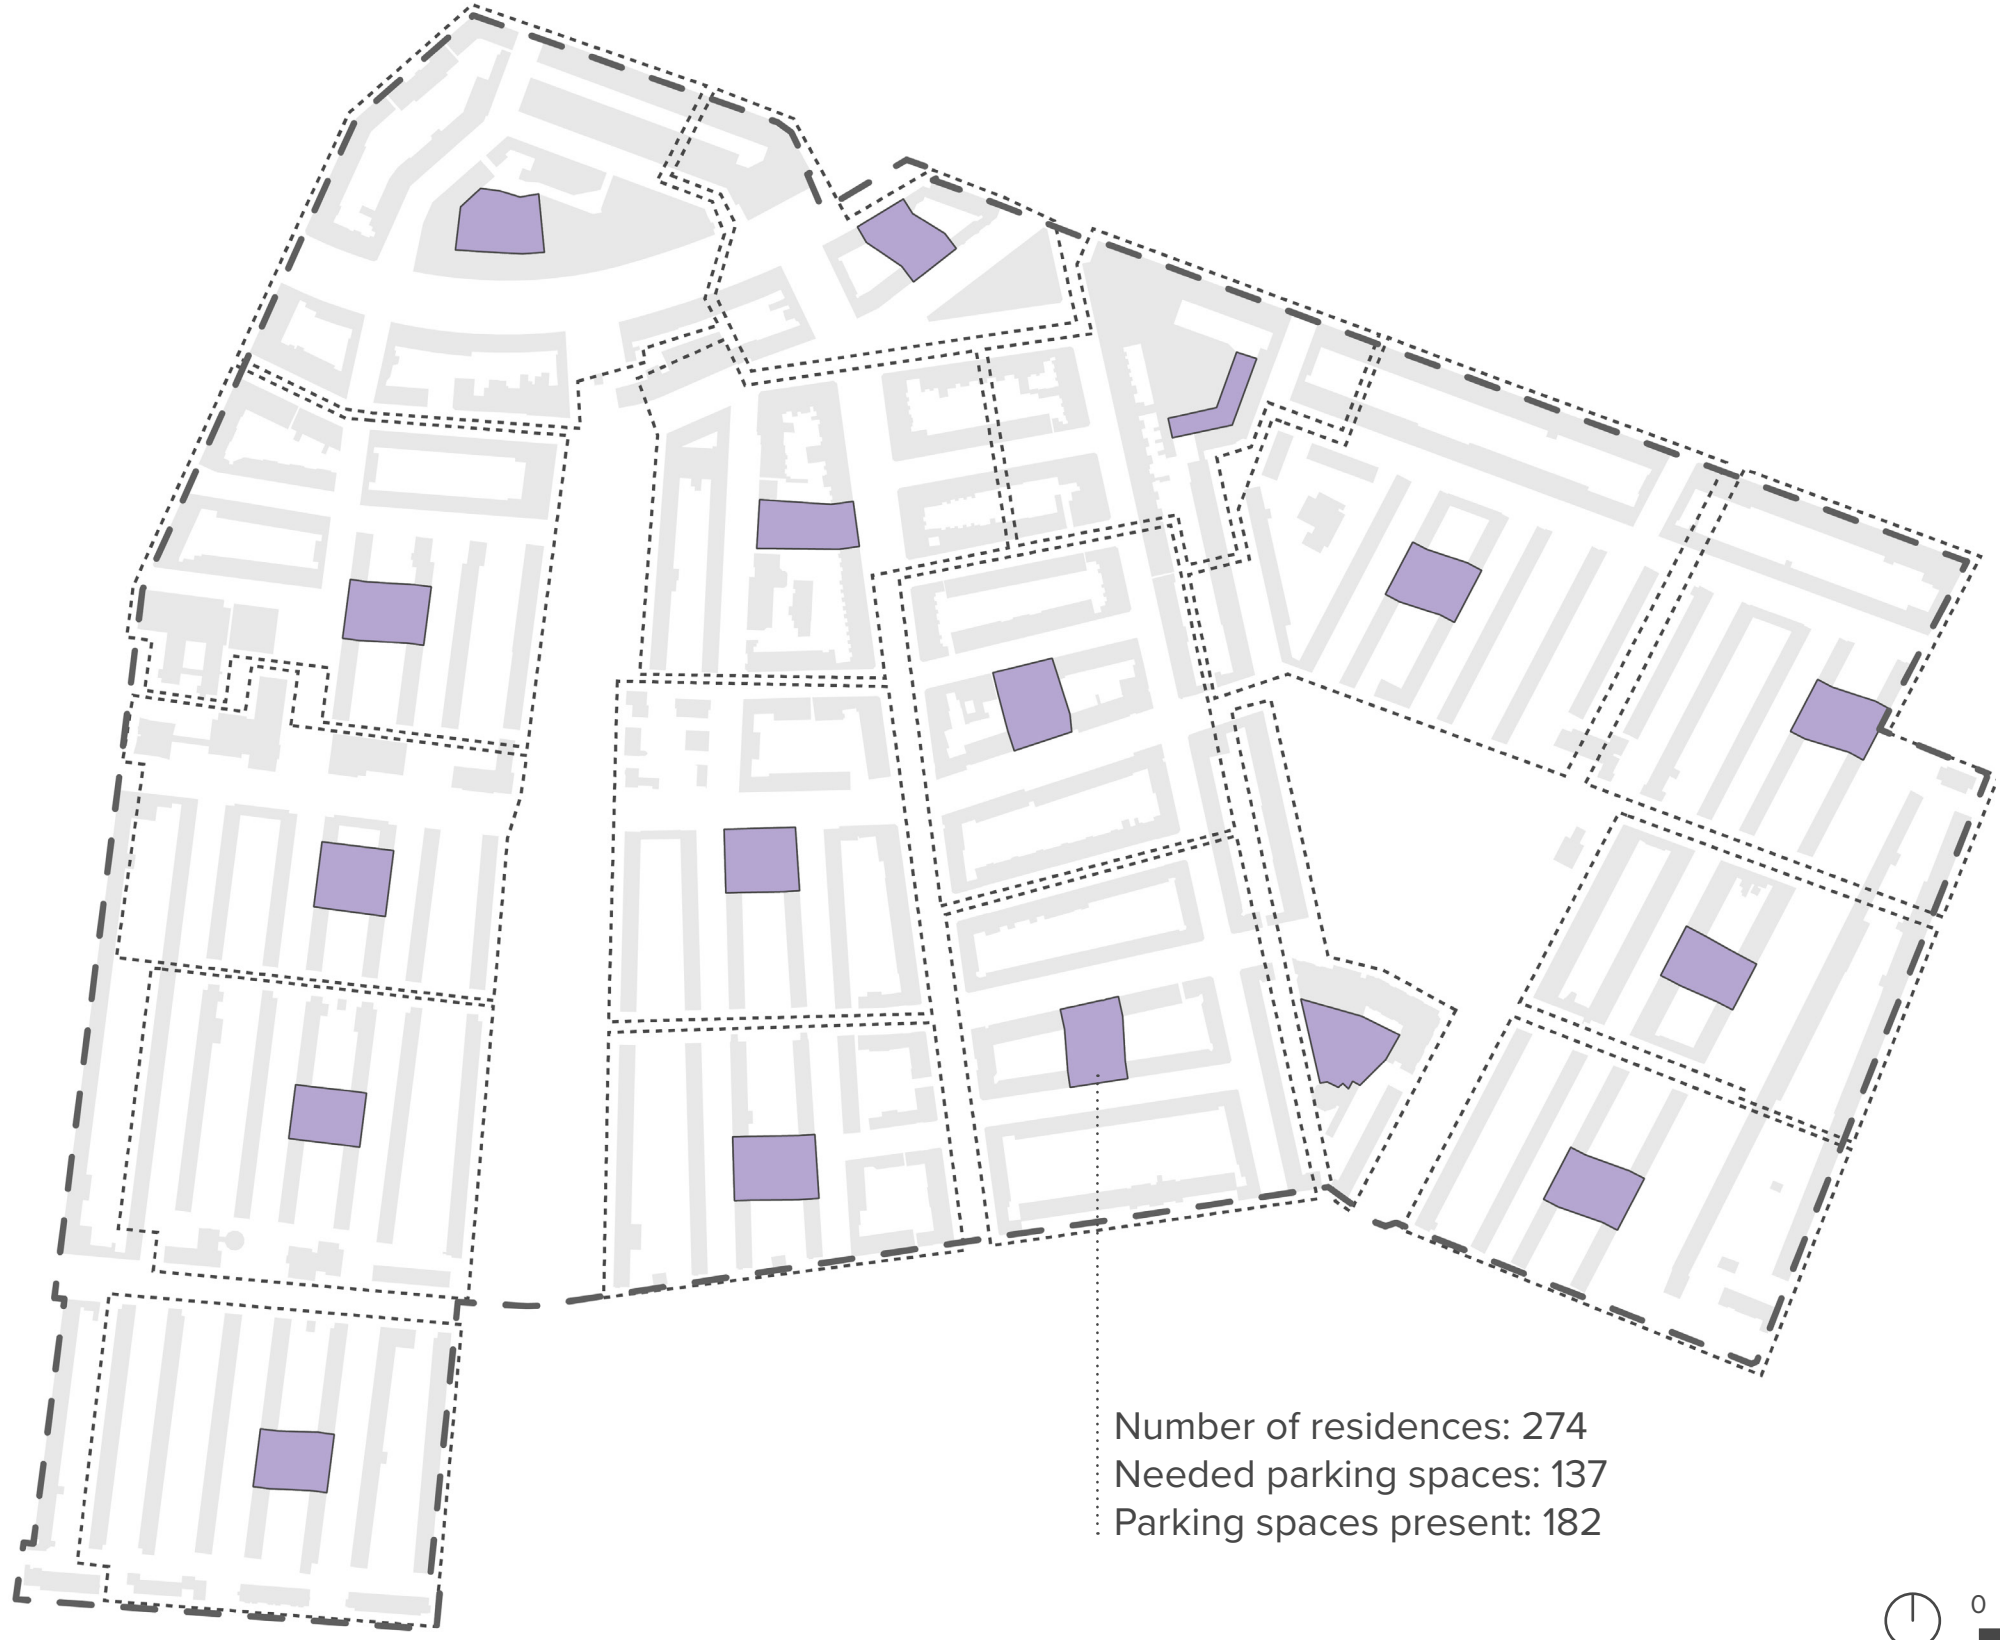 Number of residences: 274
Needed parking spaces: 137
Parking spaces present: 182
0